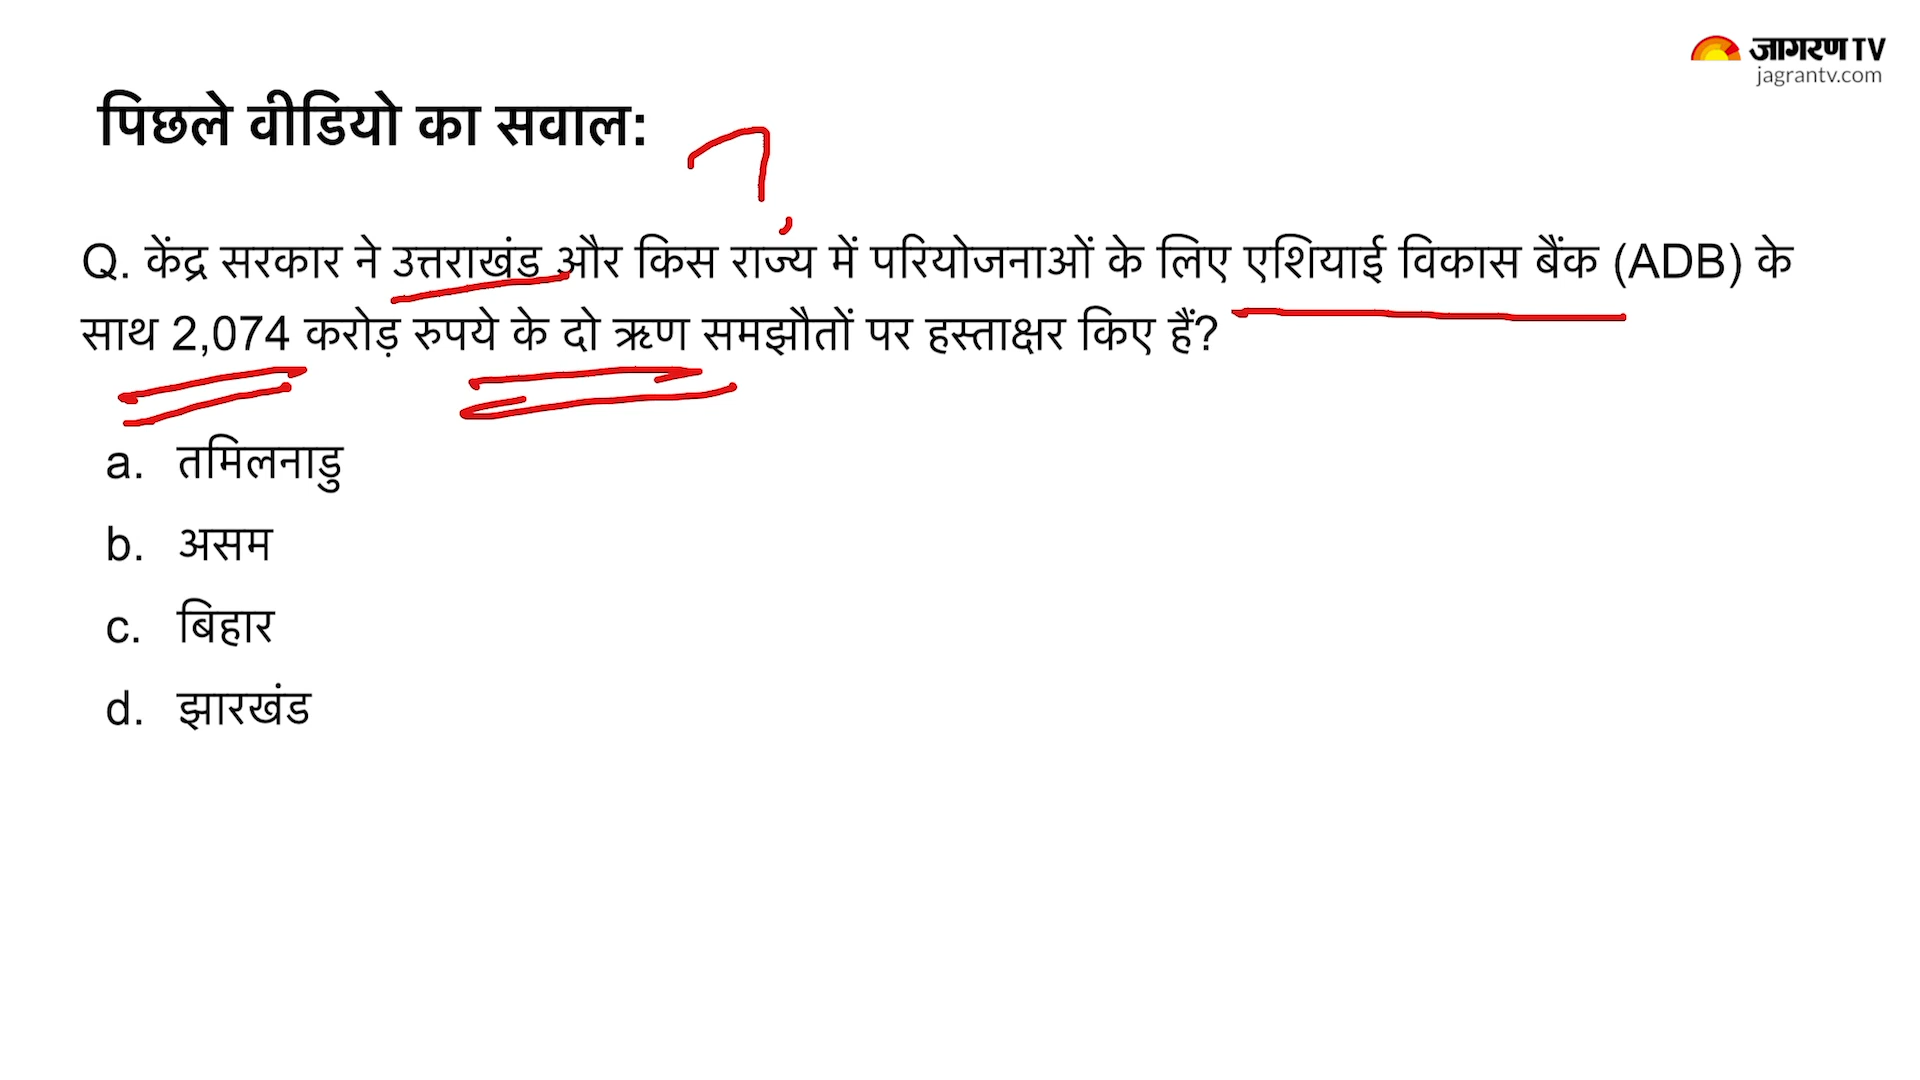 जागरण TV
jagrantv.com
पिछले वीडियो का सवाल:
Q. केंद्र सरकार ने उत्तराखंड और किस राज्य में परियोजनाओं के लिए एशियाई विकास बैंक (ADB) के
साथ 2,074 करोड़ रुपये के दो ऋण समझौतों पर हस्ताक्षर किए हैं?
a. तमिलनाडु
b. असम
c. बिहार
d. झारखंड